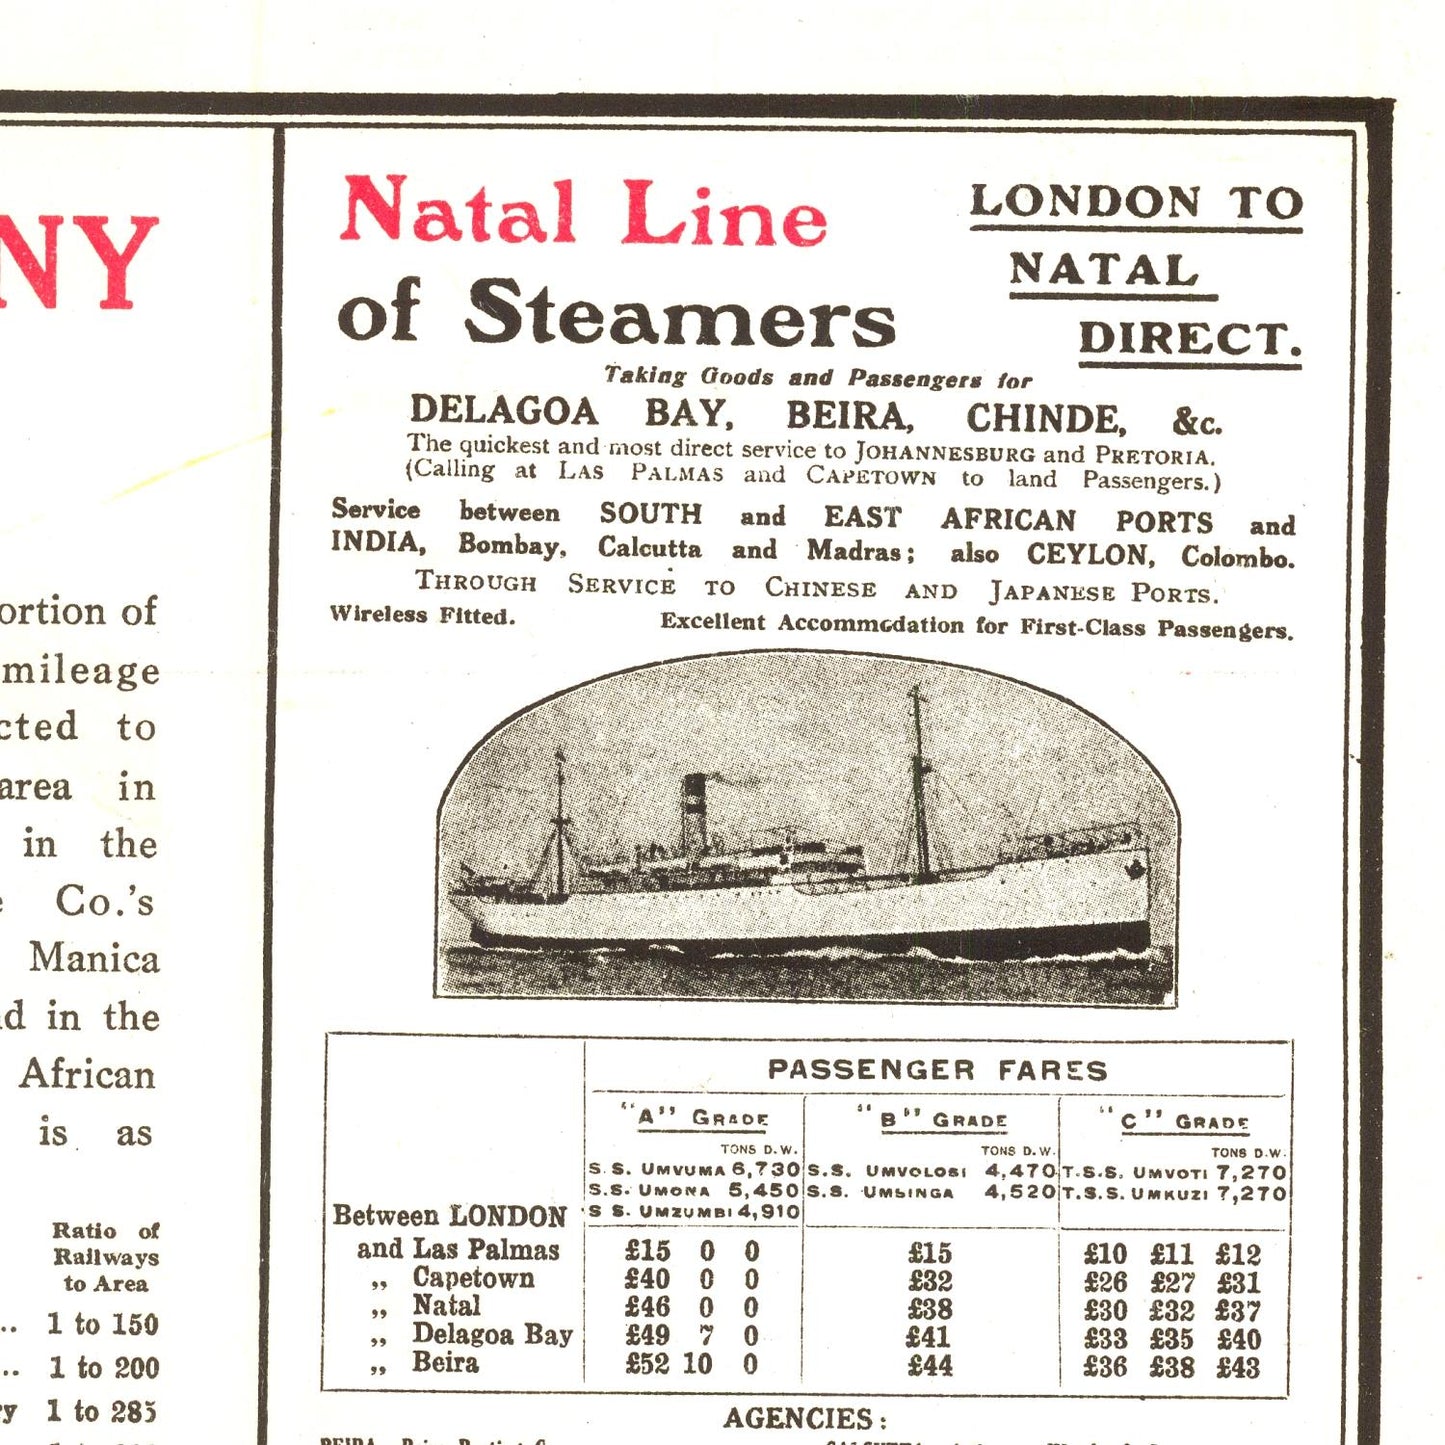 NY
ortion of
mileage
cted to
area in
in the
e Co.'s
Manica
nd in the
African
is as
Ratio of
Railways
to Area
.. 1 to 150
... 1 to 200
ry 1 to 285
Natal Line
of Steamers
LONDON TO
NATAL
DIRECT.
Taking Goods and Passengers for
DELAGOA BAY, BEIRA, CHINDE, &c.
The quickest and most direct service to JOHANNESBURG and PRETORIA.
(Calling at LAS PALMAS and CAPETOWN to land Passengers.)
Service between SOUTH and EAST AFRICAN PORTS and
INDIA, Bombay, Calcutta and Madras; also CEYLON, Colombo.
THROUGH SERVICE TO CHINESE AND JAPANESE PORTS.
Wireless Fitted. Excellent Accommodation for First-Class Passengers.
PASSENGER FARES
"A" GRADE "B" GRADE "C" GRADE
TONS D.W. TONS D.W. TONS D.W.
S.S. UMVUMA 6,730 S.S. UMVOLOSI 4,470 T.S.S. UMVOTI 7,270
S.S. UMONA 5,450 S.S. UMSINGA 4,520 T.S.S. UMKUZI 7,270
Between LONDON S S. UMZUMBI 4,910
and Las Palmas £15 0 0 £15 £10 £11 £12
„ Capetown £40 0 0 £32 £26 £27 £31
„ Natal £46 0 0 £38 £30 £32 £37
„ Delagoa Bay £49 7 0 £41 £33 £35 £40
„ Beira £52 10 0 £44 £36 £38 £43
AGENCIES: